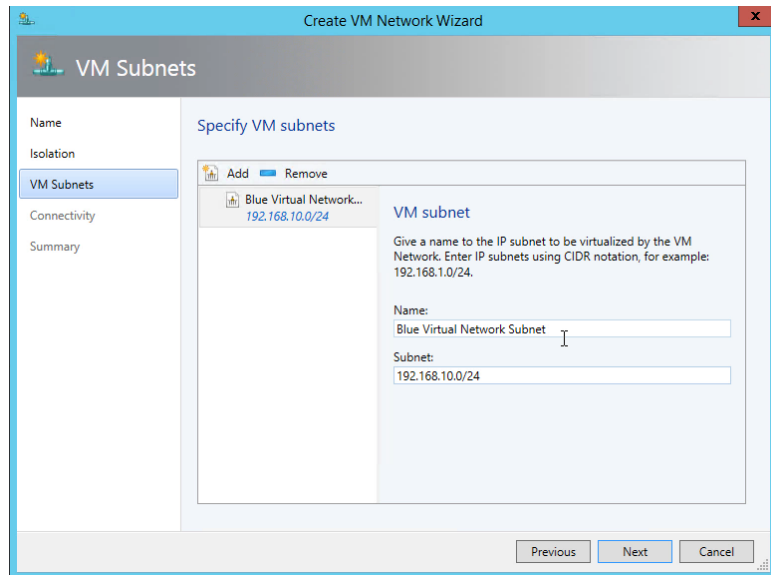 Create VM Network Wizard
x
VM Subnets
Name
Isolation
VM Subnets
Connectivity
Summary
Specify VM subnets
Add Remove
Blue Virtual Network...
192.168.10.0/24
VM subnet
Give a name to the IP subnet to be virtualized by the VM
Network. Enter IP subnets using CIDR notation, for example:
192.168.1.0/24.
Name:
Blue Virtual Network Subnet
Subnet:
192.168.10.0/24
Previous Next Cancel